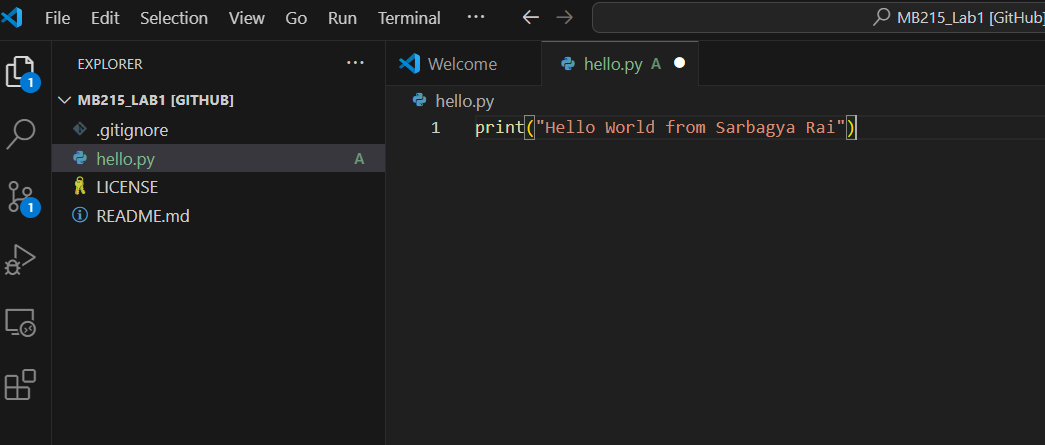 File Edit Selection View Go Run Terminal ··· MB215_Lab1 [GitHub]
EXPLORER ···
Welcome
hello.py A
1
MB215_LAB1 [GITHUB]
.gitignore
hello.py A
LICENSE
README.md
1
hello.py
1 print("Hello World from Sarbagya Rai")